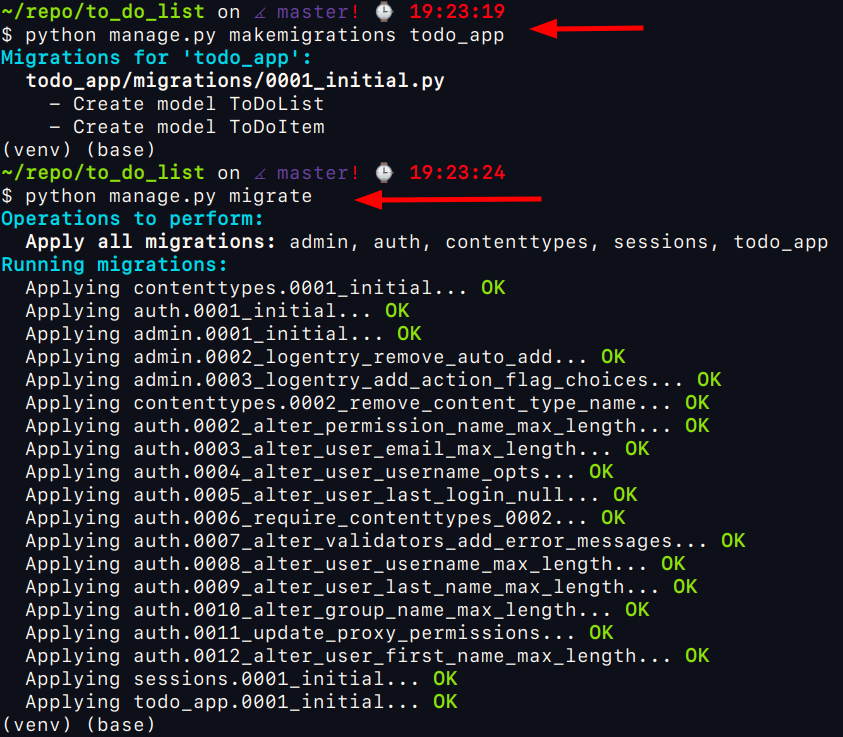 ~/repo/to_do_list on ⦟ master! ⌚ 19:23:19
$ python manage.py makemigrations todo_app
Migrations for 'todo_app':
  todo_app/migrations/0001_initial.py
    - Create model ToDoList
    - Create model ToDoItem
(venv) (base)
~/repo/to_do_list on ⦟ master! ⌚ 19:23:24
$ python manage.py migrate
Operations to perform:
  Apply all migrations: admin, auth, contenttypes, sessions, todo_app
Running migrations:
  Applying contenttypes.0001_initial... OK
  Applying auth.0001_initial... OK
  Applying admin.0001_initial... OK
  Applying admin.0002_logentry_remove_auto_add... OK
  Applying admin.0003_logentry_add_action_flag_choices... OK
  Applying contenttypes.0002_remove_content_type_name... OK
  Applying auth.0002_alter_permission_name_max_length... OK
  Applying auth.0003_alter_user_email_max_length... OK
  Applying auth.0004_alter_user_username_opts... OK
  Applying auth.0005_alter_user_last_login_null... OK
  Applying auth.0006_require_contenttypes_0002... OK
  Applying auth.0007_alter_validators_add_error_messages... OK
  Applying auth.0008_alter_user_username_max_length... OK
  Applying auth.0009_alter_user_last_name_max_length... OK
  Applying auth.0010_alter_group_name_max_length... OK
  Applying auth.0011_update_proxy_permissions... OK
  Applying auth.0012_alter_user_first_name_max_length... OK
  Applying sessions.0001_initial... OK
  Applying todo_app.0001_initial... OK
(venv) (base)